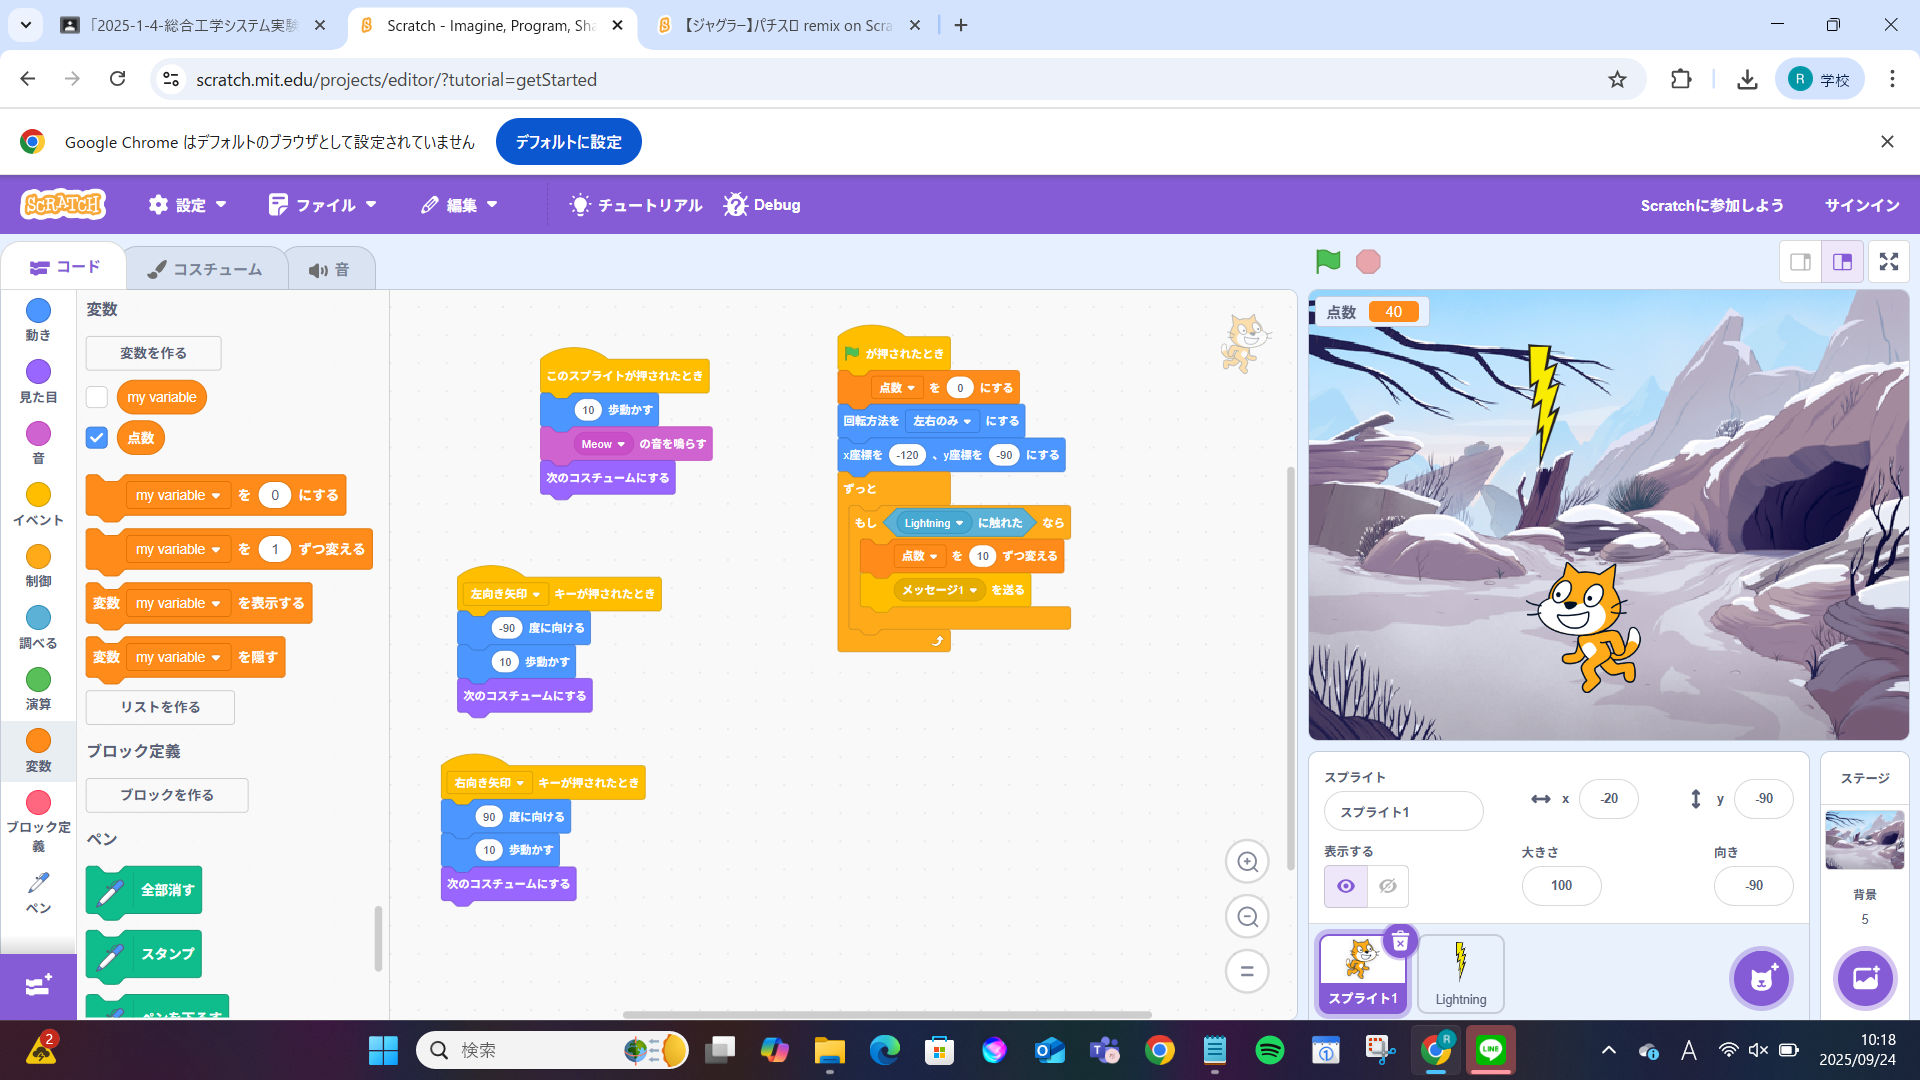 「2025-1-4-総合工学システム実験
Scratch - Imagine, Program, Sha
【ジャグラー】パチスロ remix on Scra
scratch.mit.edu/projects/editor/?tutorial=getStarted
R 学校
Google Chrome はデフォルトのブラウザとして設定されていません
デフォルトに設定
SCRATCH
設定
ファイル
編集
チュートリアル
Debug
Scratchに参加しよう
サインイン
コード
コスチューム
音
動き
見た目
音
イベント
制御
調べる
演算
変数
ブロック定義
ペン
変数
変数を作る
my variable
点数
my variable を 0 にする
my variable を 1 ずつ変える
変数 my variable を表示する
変数 my variable を隠す
リストを作る
ブロック定義
ブロックを作る
ペン
全部消す
スタンプ
ペンを下ろす
このスプライトが押されたとき
10 歩動かす
Meow の音を鳴らす
次のコスチュームにする
左向き矢印 キーが押されたとき
-90 度に向ける
10 歩動かす
次のコスチュームにする
右向き矢印 キーが押されたとき
90 度に向ける
10 歩動かす
次のコスチュームにする
が押されたとき
点数 を 0 にする
回転方法を 左右のみ にする
x座標を -120 、y座標を -90 にする
ずっと
もし Lightning に触れた なら
点数 を 10 ずつ変える
メッセージ1 を送る
点数 40
スプライト
スプライト1
x -20
y -90
表示する
大きさ
100
向き
-90
スプライト1
Lightning
ステージ
背景
5
2
検索
R
LINE
A
10:18
2025/09/24